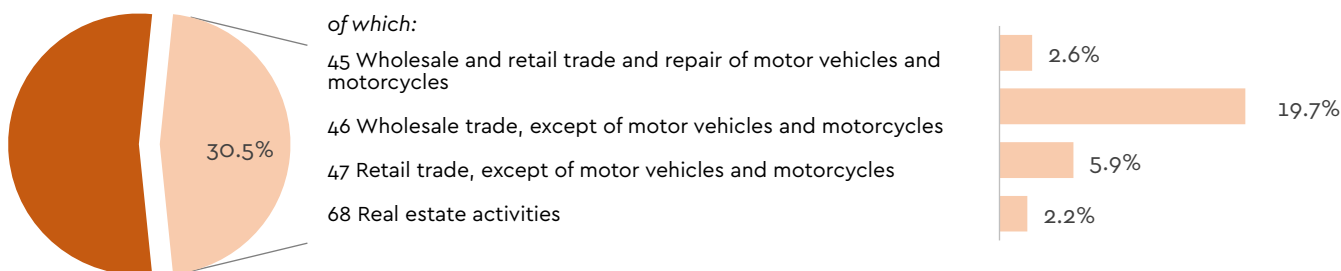 of which:
45 Wholesale and retail trade and repair of motor vehicles and
motorcycles
2.6%
46 Wholesale trade, except of motor vehicles and motorcycles
19.7%
30.5%
47 Retail trade, except of motor vehicles and motorcycles
5.9%
68 Real estate activities
2.2%